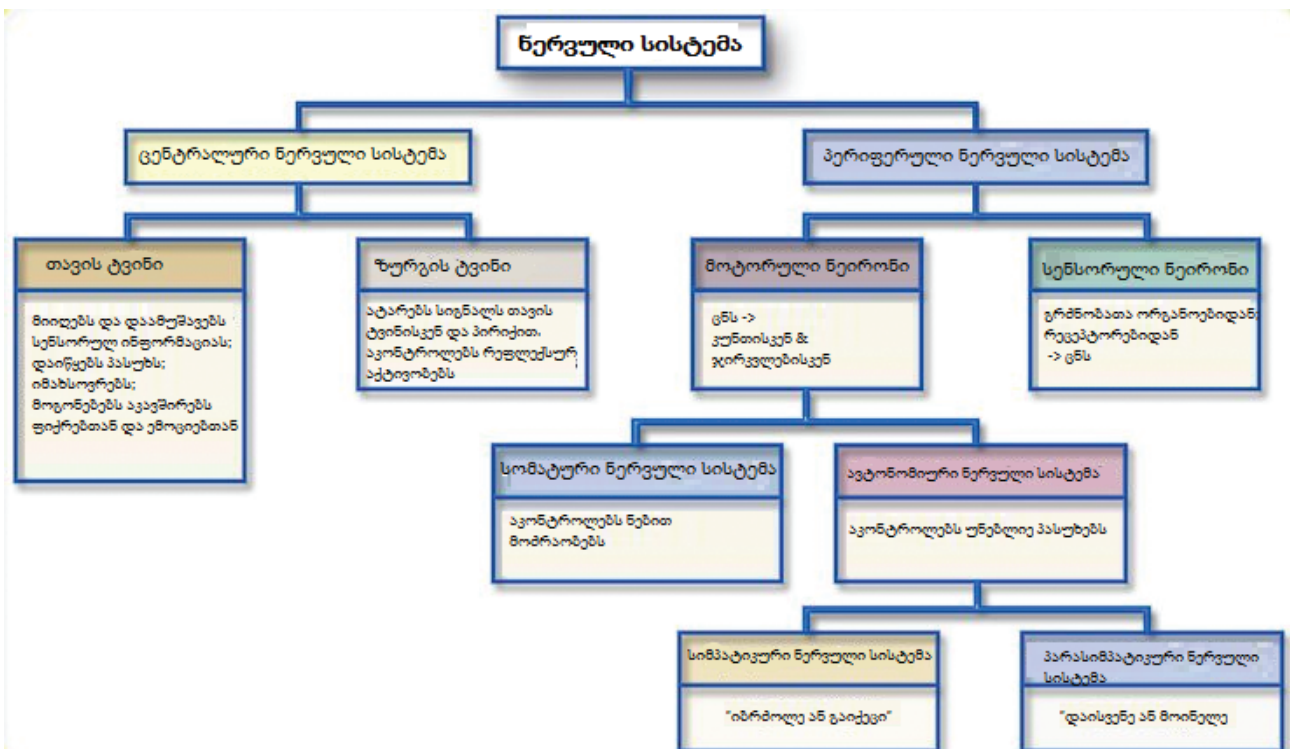 ნერვული სისტემა
ცენტრალური ნერვული სისტემა
პერიფერული ნერვული სისტემა
თავის ტვინი
მიიღებს და დაამუშავებს
სენსორულ ინფორმაციას;
დაიწყებს პასუხს;
იმახსოვრებს;
მოგონებებს აკავშირებს
ფიქრებთან და ემოციებთან
ზურგის ტვინი
ატარებს სიგნალს თავის
ტვინისკენ და პირიქით.
აკონტროლებს რეფლექსურ
აქტივობებს
მოტორული ნეირონი
ცნს ->
კუნთისკენ &
ჯირკვლებისკენ
სენსორული ნეირონი
გრძნობათა ორგანოებიდან;
რეცეპტორებიდან
-> ცნს
სომატური ნერვული სისტემა
აკონტროლებს ნებით
მოძრაობებს
ავტონომიური ნერვული სისტემა
აკონტროლებს უნებლიე პასუხებს
სიმპატიკური ნერვული სისტემა
"იბრძოლე ან გაიქეცი"
პარასიმპატიკური ნერვული
სისტემა
"დაისვენე ან მოინელე